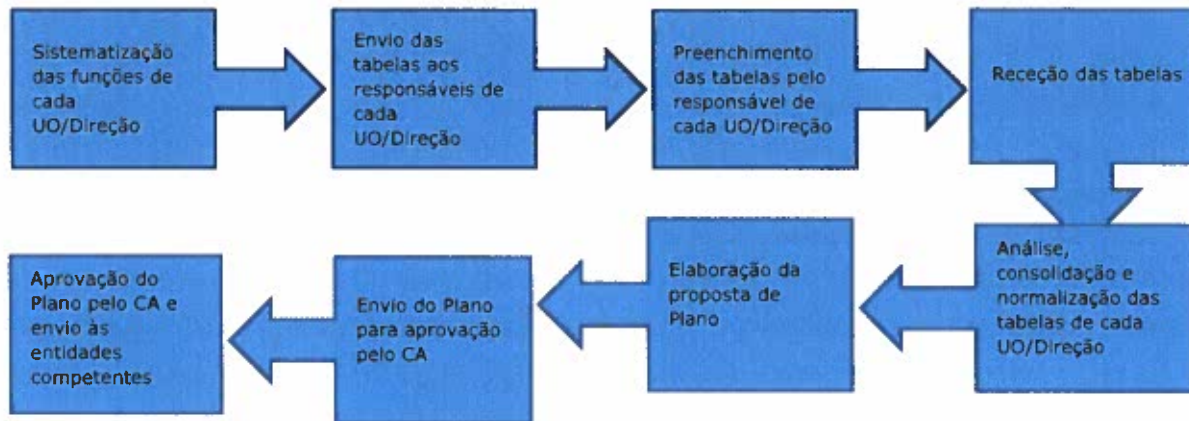 Sistematização
das funções de
cada
UO/Direção
Envio das
tabelas aos
responsáveis de
cada
UO/Direção
Preenchimento
das tabelas pelo
responsável de
cada UO/Direção
Receção das tabelas
Análise,
consolidação e
normalização das
tabelas de cada
UO/Direção
Elaboração da
proposta de
Plano
Envio do Plano
para aprovação
pelo CA
Aprovação do
Plano pelo CA e
envio às
entidades
competentes